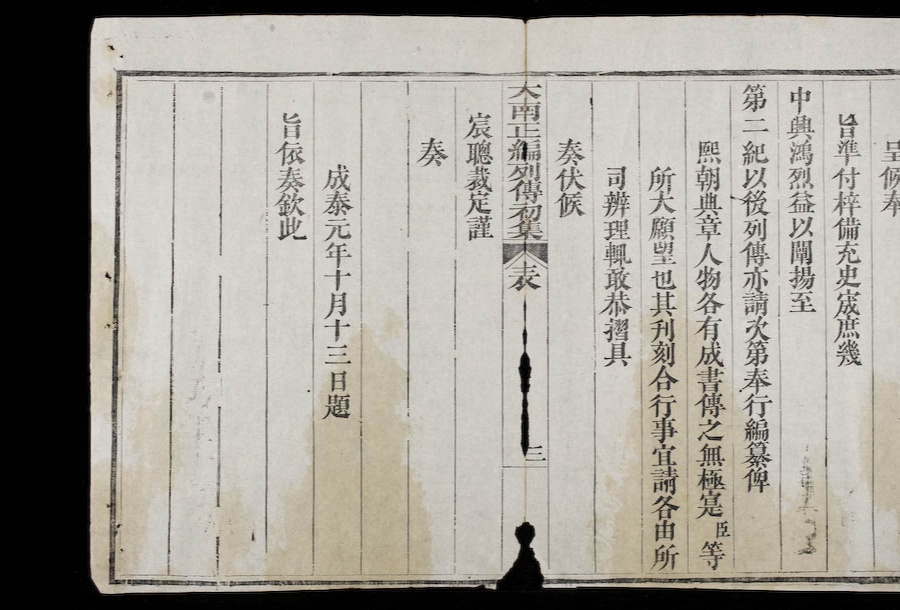 呈候奉
旨準付梓備充史宬庶幾
中興鴻烈益以闡揚至
第二紀以後列傳亦請次第奉行編纂俾
熙朝典章人物各有成書傳之無極寔臣等
所大願望也其刋刻合行事宜請各由所
司辨理輒敢恭摺具
奏伏候
大南正編列傳初集
表
三
宸聰裁定謹
奏
成泰元年十月十三日題
旨依奏欽此